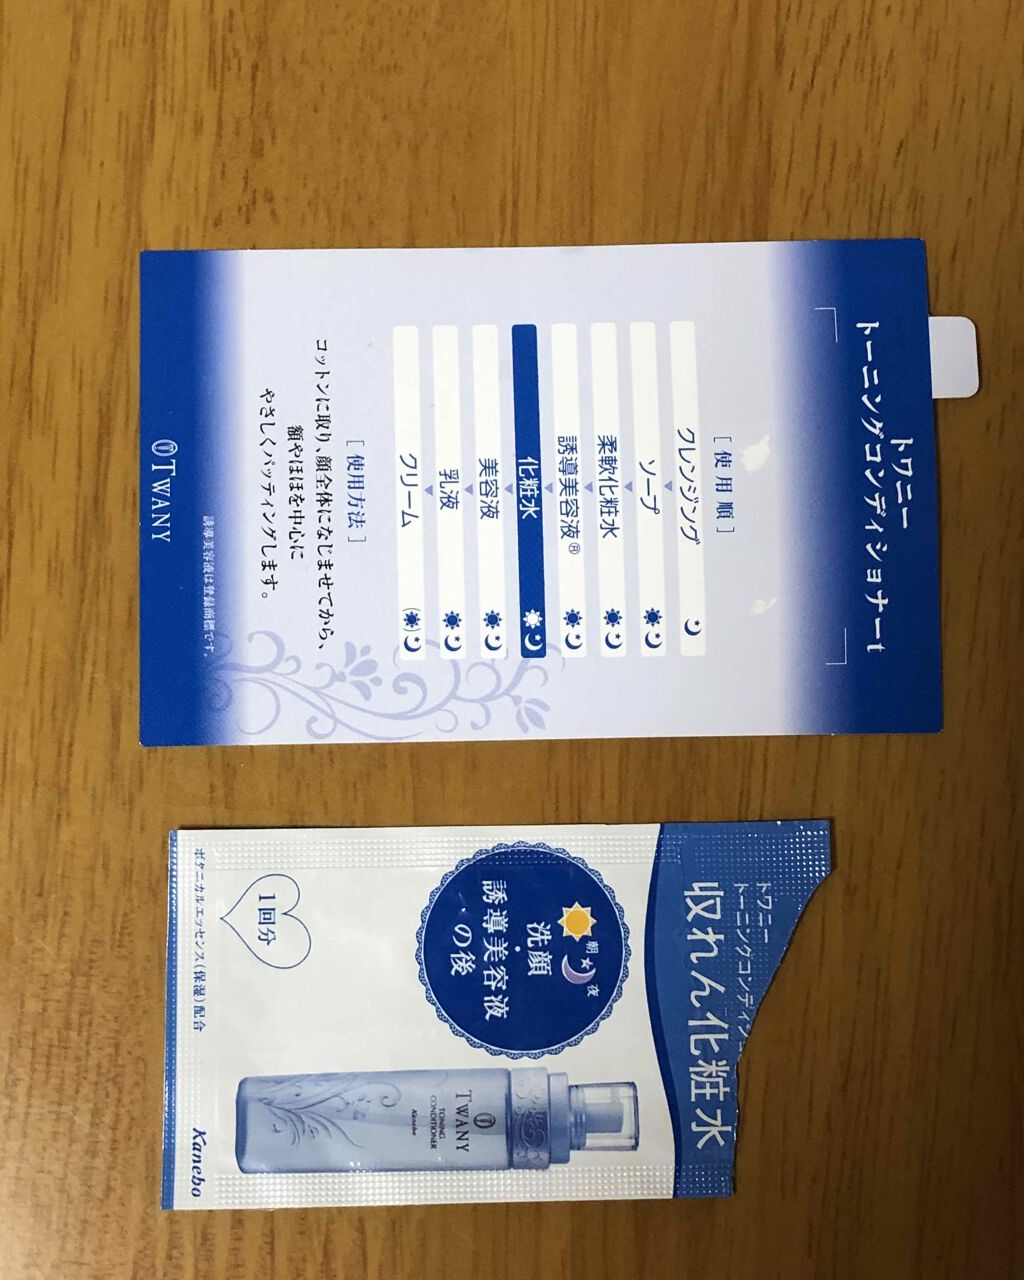 トワニー
トーニングコンディショナーt
[ 使用順 ]
クレンジング
ソープ
柔軟化粧水
誘導美容液®
化粧水
美容液
乳液
クリーム
( )
[ 使用方法 ]
コットンに取り、顔全体になじませてから、
額やほほを中心に
やさしくパッティングします。
誘導美容液は登録商標です。
TWANY
トワニー
トーニングコンディ
収れん化粧水
朝 夜
洗顔
・
誘導美容液
の後
TWANY
TONING
CONDITIONER
Kanebo
1回分
ボタニカルエッセンス(保湿)配合
Kanebo